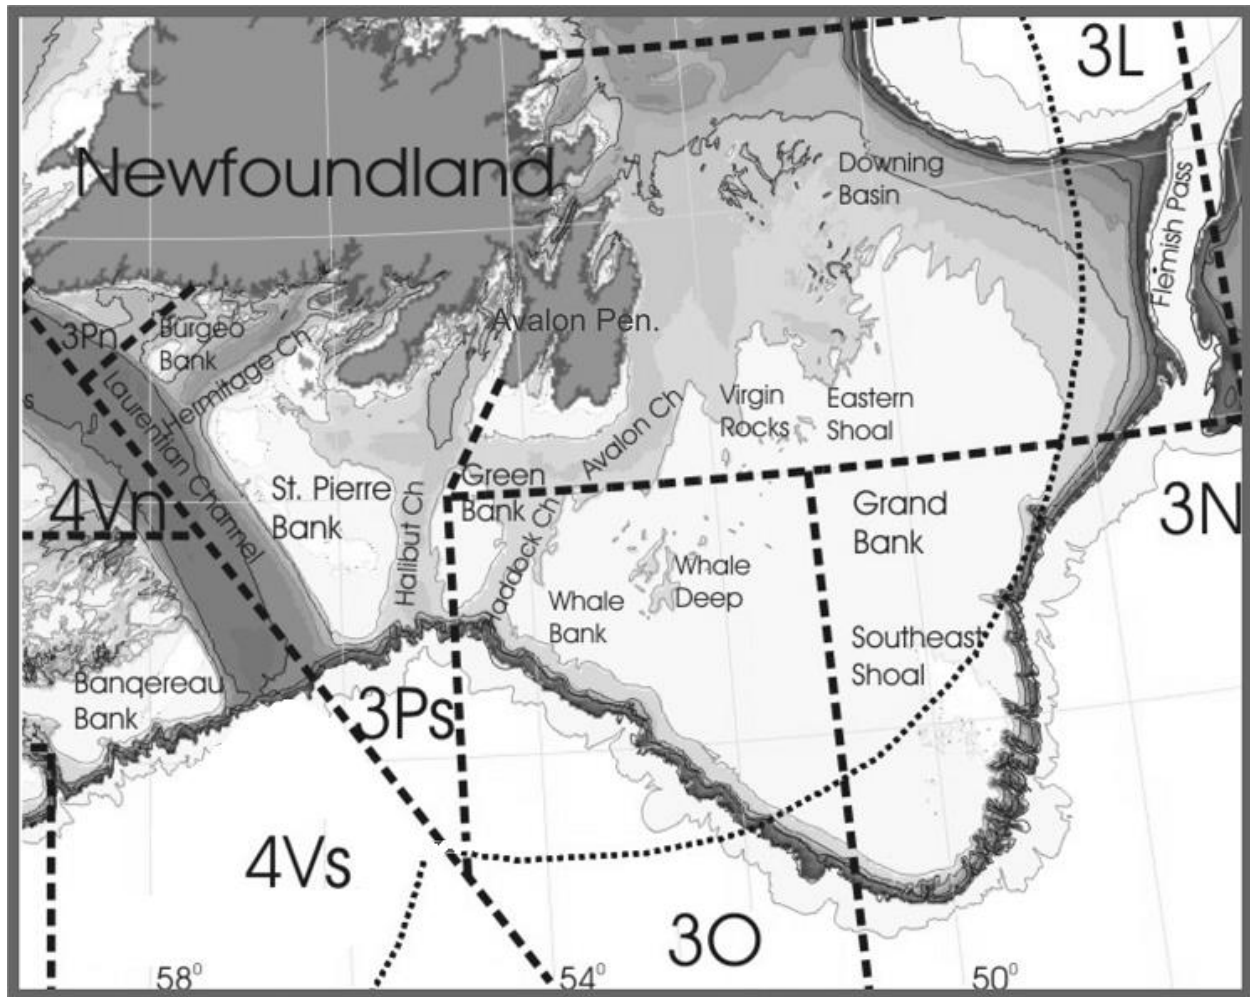 3L
Newfoundland
Downing
Basin
Flemish Pass
3Pn
Burgeo
Bank
Hermitage Ch
Avalon Pen.
Laurentian Channel
Virgin
Rocks
Eastern
Shoal
Avalon Ch
s
4Vn
St. Pierre
Bank
Halibut Ch
Green
Bank
Haddock Ch
Grand
Bank
3N
Whale
Deep
Whale
Bank
Southeast
Shoal
Banqereau
Bank
3Ps
4Vs
3O
58°
54°
50°